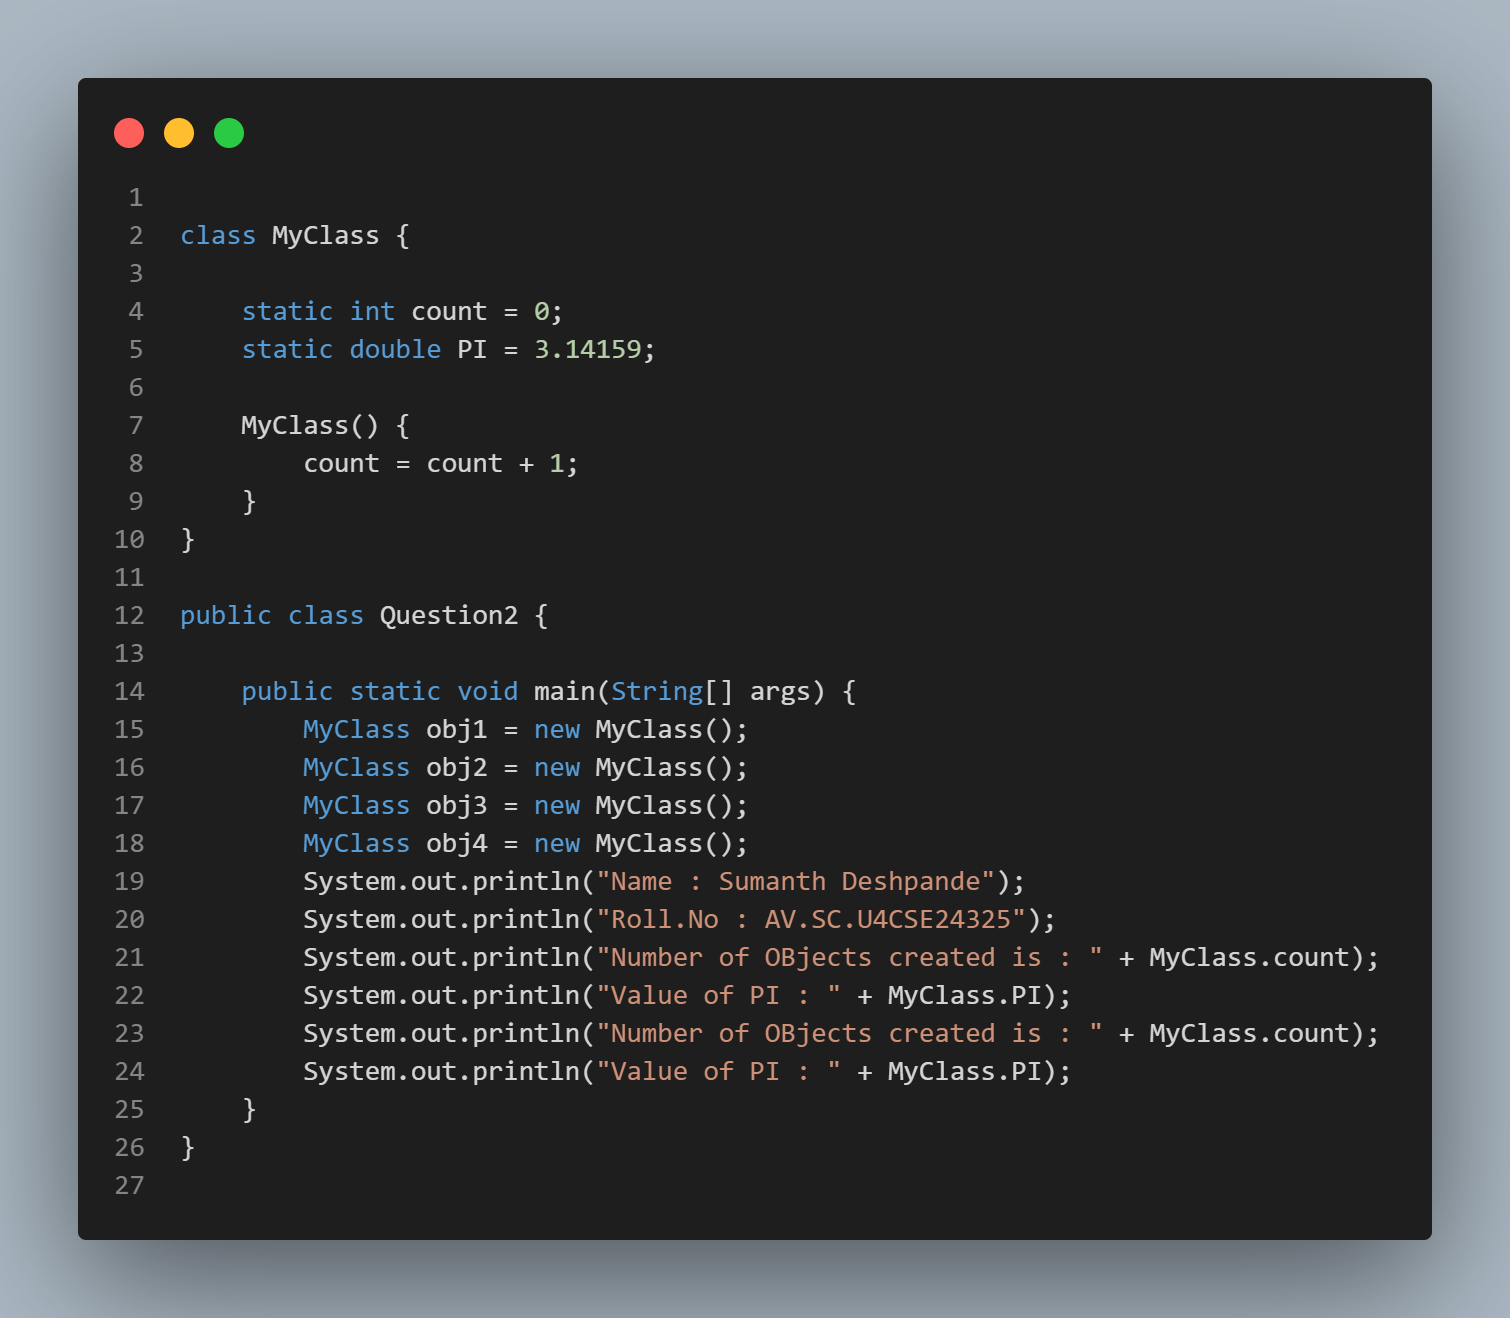 1
2 class MyClass {
3
4     static int count = 0;
5     static double PI = 3.14159;
6
7     MyClass() {
8         count = count + 1;
9     }
10 }
11
12 public class Question2 {
13
14     public static void main(String[] args) {
15         MyClass obj1 = new MyClass();
16         MyClass obj2 = new MyClass();
17         MyClass obj3 = new MyClass();
18         MyClass obj4 = new MyClass();
19         System.out.println("Name : Sumanth Deshpande");
20         System.out.println("Roll.No : AV.SC.U4CSE24325");
21         System.out.println("Number of OBjects created is : " + MyClass.count);
22         System.out.println("Value of PI : " + MyClass.PI);
23         System.out.println("Number of OBjects created is : " + MyClass.count);
24         System.out.println("Value of PI : " + MyClass.PI);
25     }
26 }
27